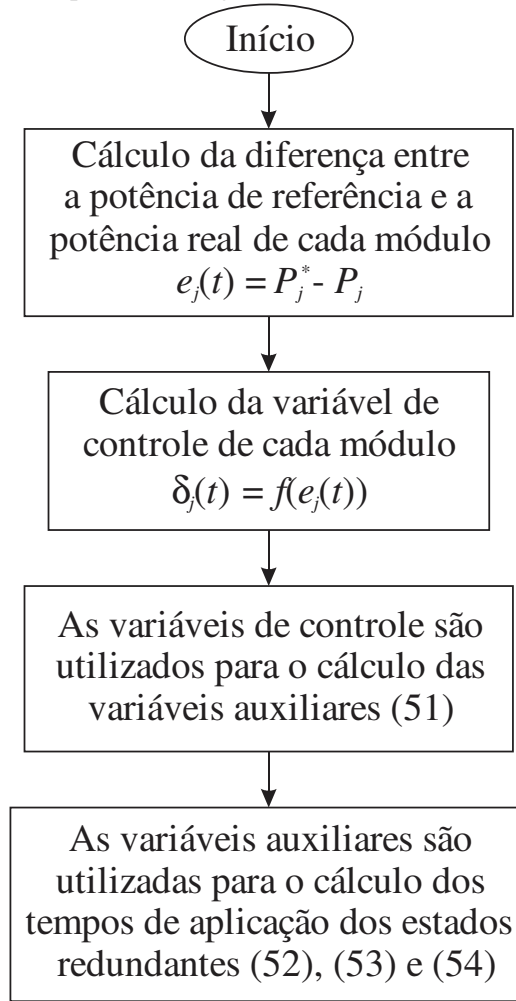 Início
Cálculo da diferença entre
a potência de referência e a
potência real de cada módulo
e_j(t) = P_j^* - P_j
Cálculo da variável de
controle de cada módulo
δ_j(t) = f(e_j(t))
As variáveis de controle são
utilizados para o cálculo das
variáveis auxiliares (51)
As variáveis auxiliares são
utilizadas para o cálculo dos
tempos de aplicação dos estados
redundantes (52), (53) e (54)